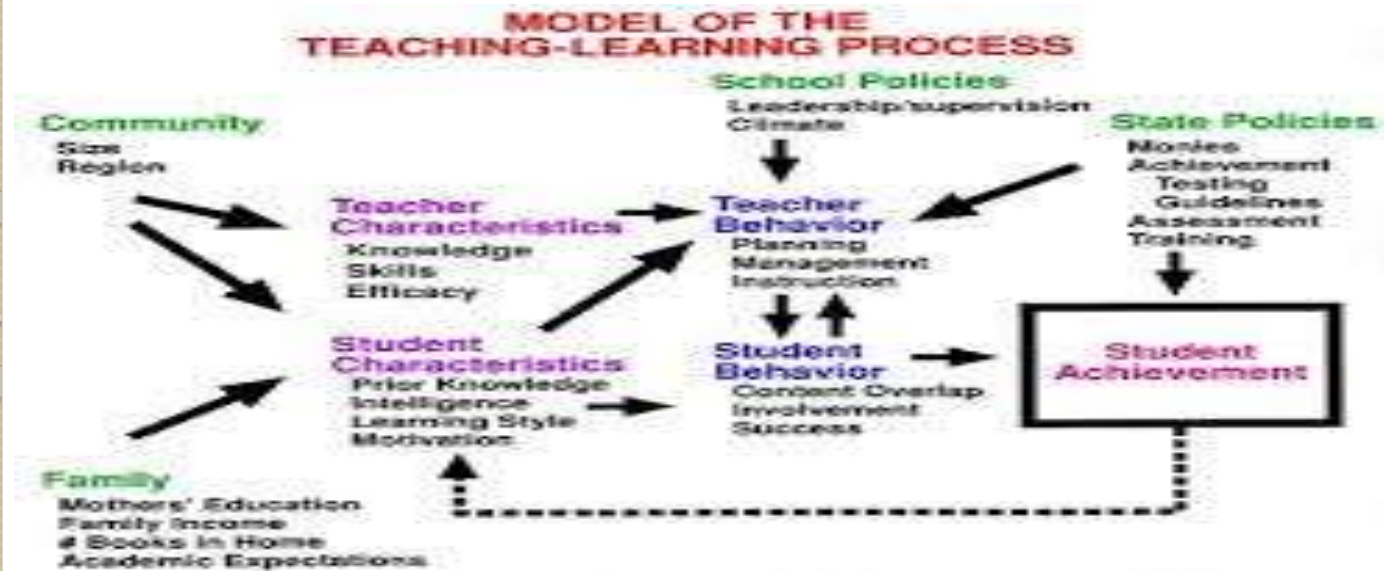 MODEL OF THE
TEACHING-LEARNING PROCESS
School Policies
Leadership/supervision
Climate
Community
Size
Region
State Policies
Monies
Achievement
Testing
Guidelines
Assessment
Training
Teacher
Characteristics
Knowledge
Skills
Efficacy
Teacher
Behavior
Planning
Management
Instruction
Student
Characteristics
Prior Knowledge
Intelligence
Learning Style
Motivation
Student
Behavior
Content Overlap
Involvement
Success
Student
Achievement
Family
Mothers' Education
Family Income
# Books in Home
Academic Expectations